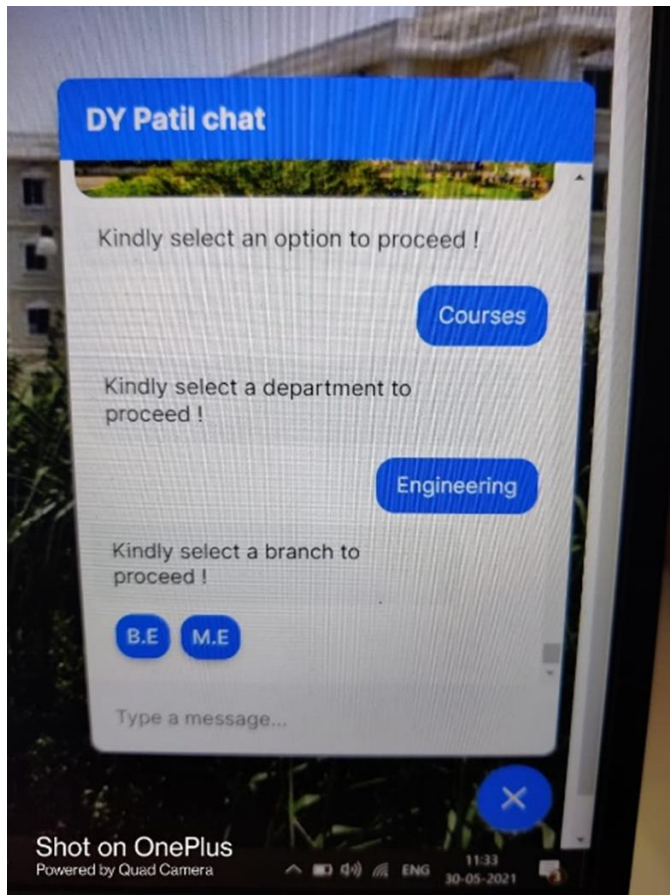 DY Patil chat
Kindly select an option to proceed !
Courses
Kindly select a department to
proceed !
Engineering
Kindly select a branch to
proceed !
B.E M.E
Type a message...
Shot on OnePlus
Powered by Quad Camera
ENG
11:33
30-05-2021
3